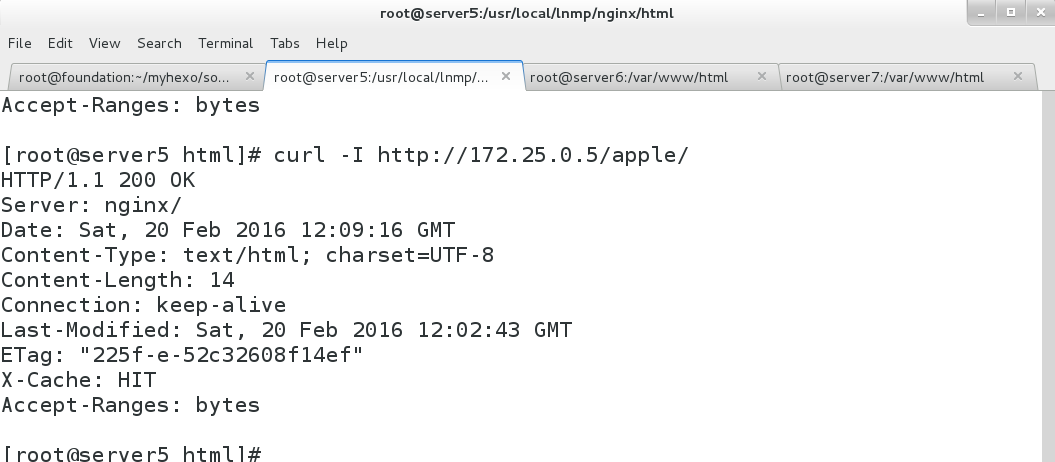 root@server5:/usr/local/lnmp/nginx/html
File Edit View Search Terminal Tabs Help
root@foundation:~/myhexo/so... root@server5:/usr/local/lnmp/... root@server6:/var/www/html root@server7:/var/www/html
Accept-Ranges: bytes
[root@server5 html]# curl -I http://172.25.0.5/apple/
HTTP/1.1 200 OK
Server: nginx/
Date: Sat, 20 Feb 2016 12:09:16 GMT
Content-Type: text/html; charset=UTF-8
Content-Length: 14
Connection: keep-alive
Last-Modified: Sat, 20 Feb 2016 12:02:43 GMT
ETag: "225f-e-52c32608f14ef"
X-Cache: HIT
Accept-Ranges: bytes
[root@server5 html]#